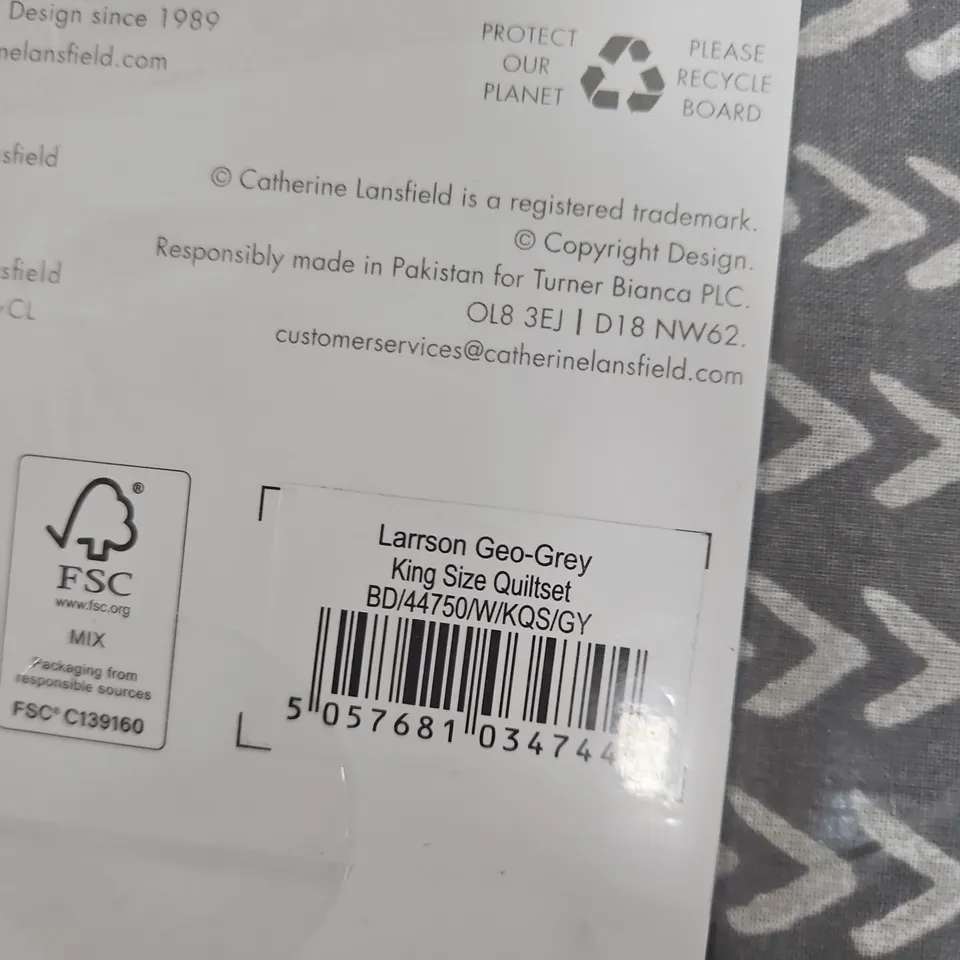 Design since 1989
nelansfield.com
PROTECT
OUR
PLANET
PLEASE
RECYCLE
BOARD
sfield
© Catherine Lansfield is a registered trademark.
© Copyright Design.
sfield
Responsibly made in Pakistan for Turner Bianca PLC.
CL
OL8 3EJ | D18 NW62.
customerservices@catherinelansfield.com
®
FSC
www.fsc.org
MIX
Packaging from
responsible sources
FSC® C139160
Larrson Geo-Grey
King Size Quiltset
BD/44750/W/KQS/GY
5 057681 034744